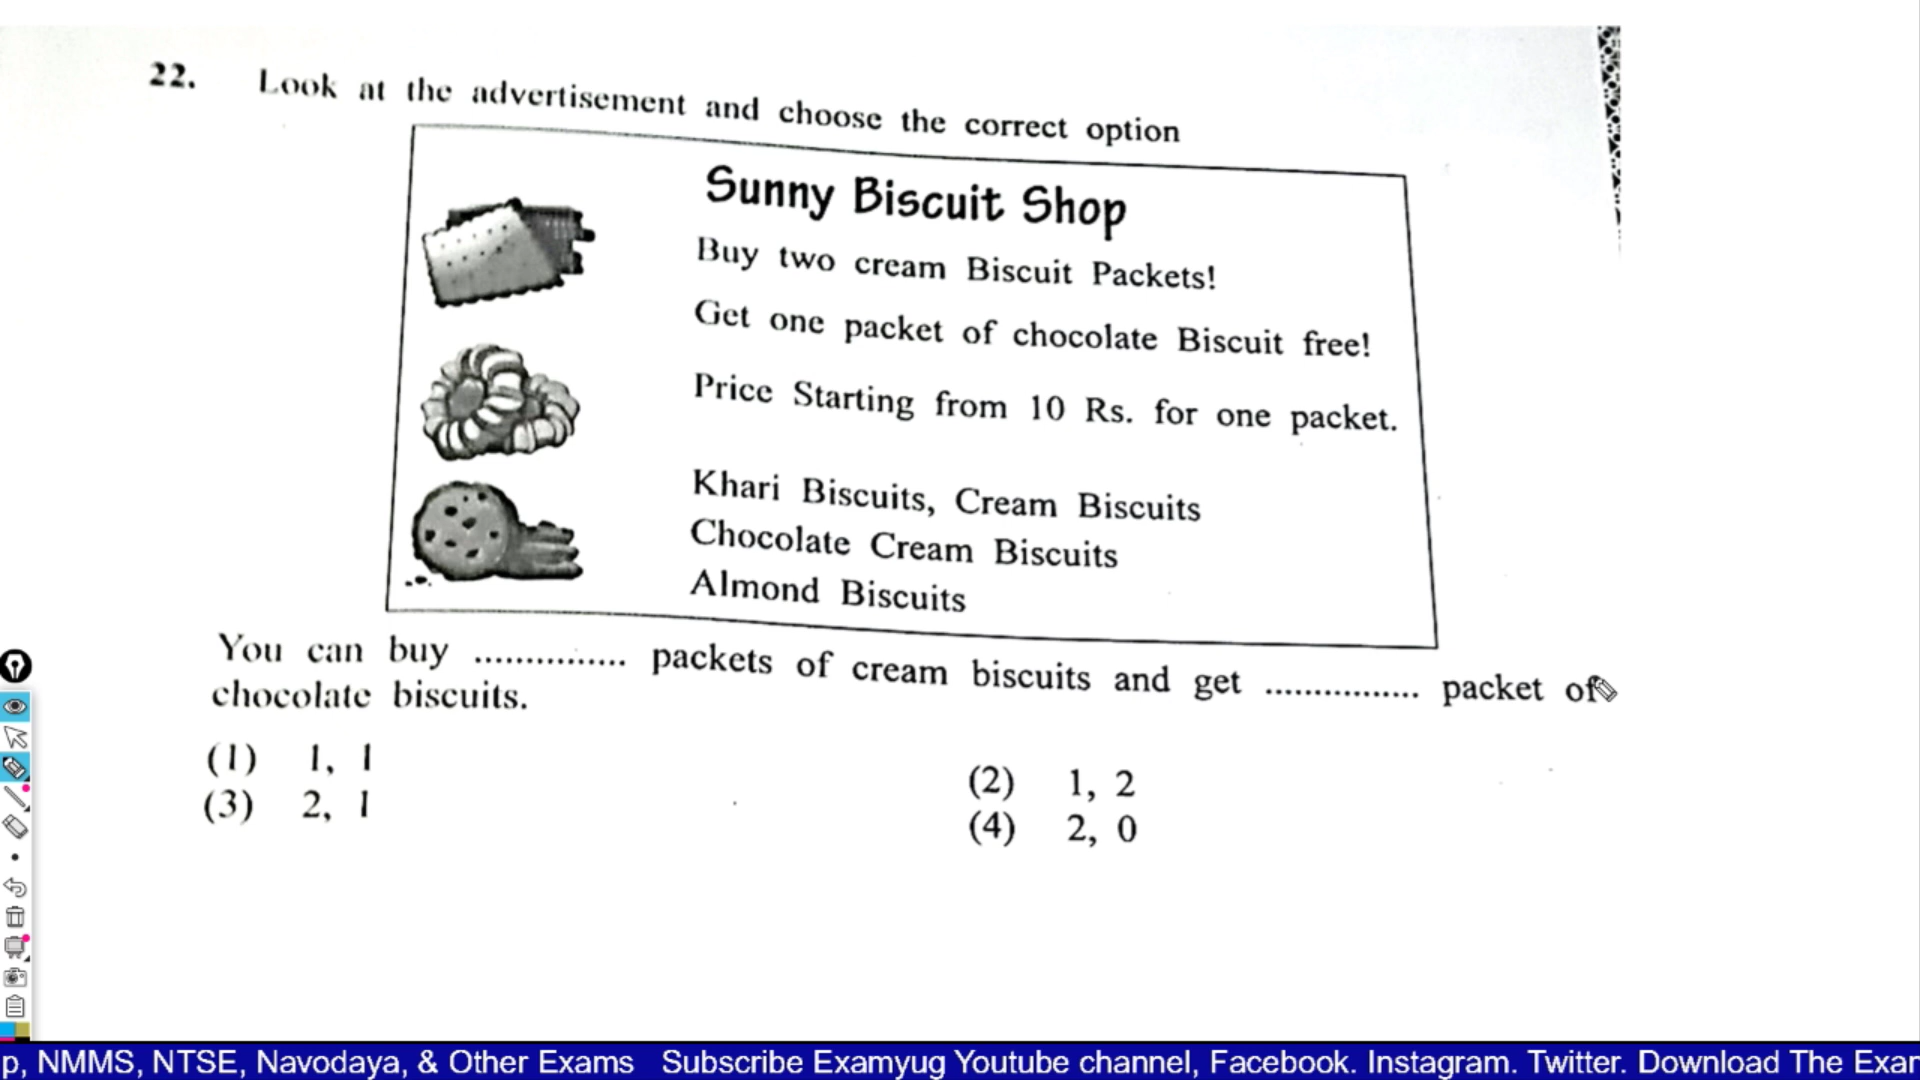 22. Look at the advertisement and choose the correct option
Sunny Biscuit Shop
Buy two cream Biscuit Packets!
Get one packet of chocolate Biscuit free!
Price Starting from 10 Rs. for one packet.
Khari Biscuits, Cream Biscuits
Chocolate Cream Biscuits
Almond Biscuits
You can buy ............... packets of cream biscuits and get ............... packet of
chocolate biscuits.
(1) 1, 1
(2) 1, 2
(3) 2, 1
(4) 2, 0
p, NMMS, NTSE, Navodaya, & Other Exams Subscribe Examyug Youtube channel, Facebook. Instagram. Twitter. Download The Exar